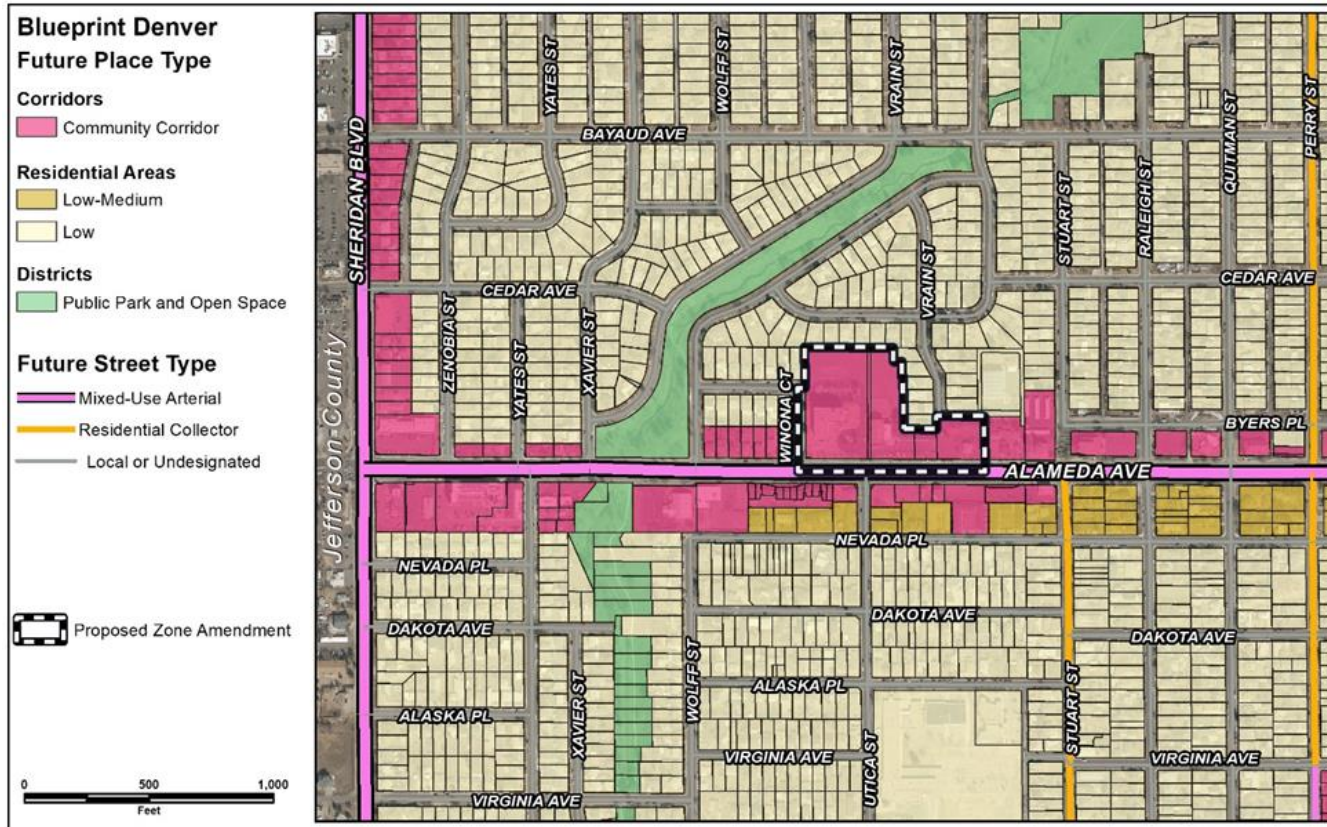 Blueprint Denver
Future Place Type
Corridors
Community Corridor
Residential Areas
Low-Medium
Low
Districts
Public Park and Open Space
Future Street Type
Mixed-Use Arterial
Residential Collector
Local or Undesignated
Proposed Zone Amendment
0 500 1,000
Feet
Jefferson County
SHERIDAN BLVD
YATES ST
WOLFF ST
VRAIN ST
BAYAUD AVE
STUART ST
RALEIGH ST
QUITMAN ST
PERRY ST
CEDAR AVE
VRAIN ST
CEDAR AVE
ZENOBIA ST
YATES ST
XAVIER ST
WINONA CT
BYERS PL
ALAMEDA AVE
NEVADA PL
NEVADA PL
DAKOTA AVE
DAKOTA AVE
DAKOTA AVE
XAVIER ST
WOLFF ST
ALASKA PL
ALASKA PL
UTICA ST
STUART ST
VIRGINIA AVE
VIRGINIA AVE
VIRGINIA AVE